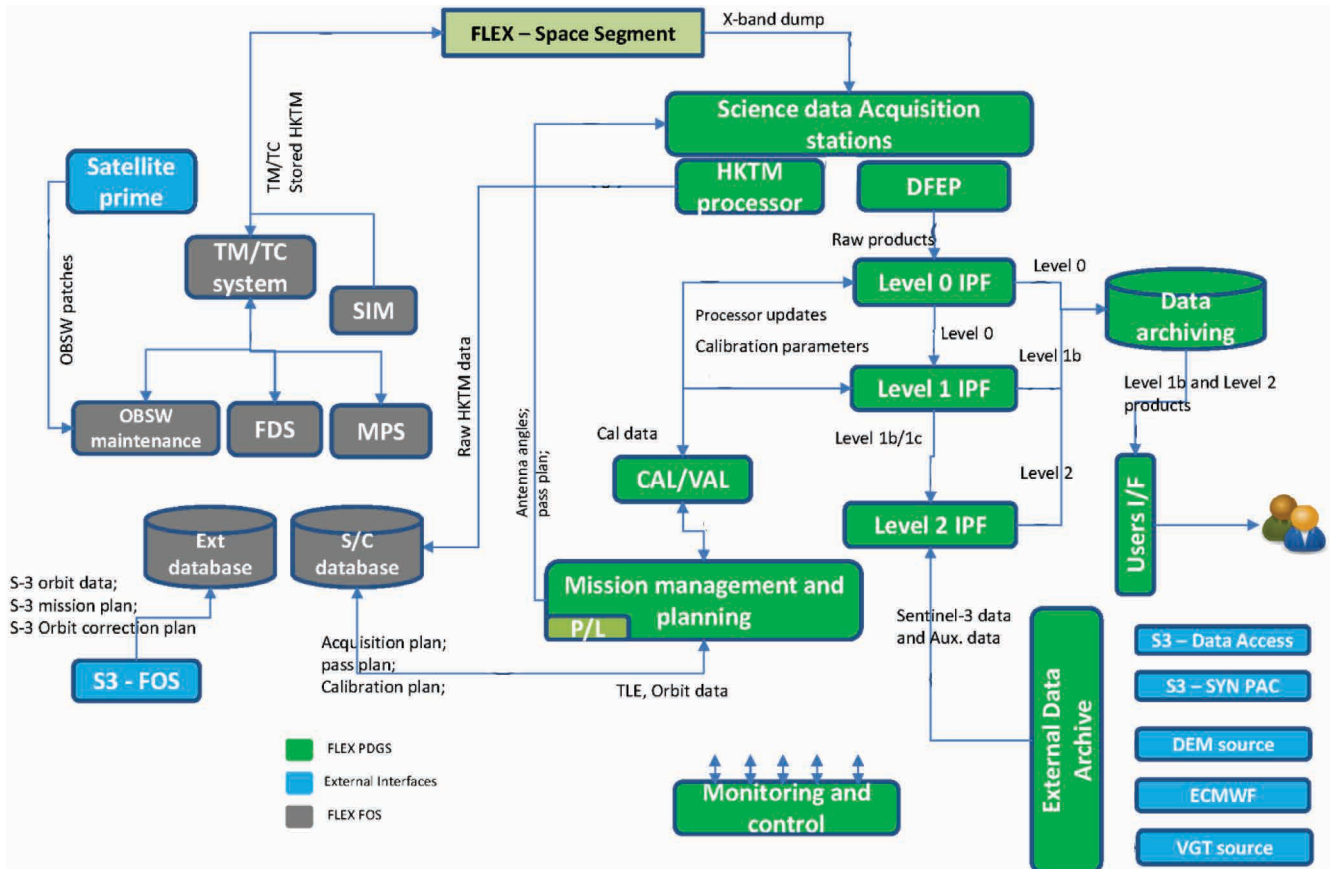 FLEX – Space Segment
X-band dump
Science data Acquisition
stations
TM/TC
Stored HKTM
Satellite
prime
HKTM
processor
DFEP
TM/TC
system
SIM
Raw products
Level 0 IPF
Level 0
Data
archiving
OBSW patches
Processor updates
Calibration parameters
Level 0
Level 1b
Level 1 IPF
OBSW
maintenance
FDS
MPS
Raw HKTM data
Antenna angles;
pass plan;
Cal data
Level 1b/1c
Level 1b and Level 2
products
CAL/VAL
Level 2
Level 2 IPF
Users I/F
Ext
database
S/C
database
S-3 orbit data;
S-3 mission plan;
S-3 Orbit correction plan
Mission management and
planning
P/L
Sentinel-3 data
and Aux. data
Acquisition plan;
pass plan;
Calibration plan;
TLE, Orbit data
S3 - FOS
External Data
Archive
S3 – Data Access
S3 – SYN PAC
DEM source
ECMWF
VGT source
FLEX PDGS
External Interfaces
FLEX FOS
Monitoring and
control